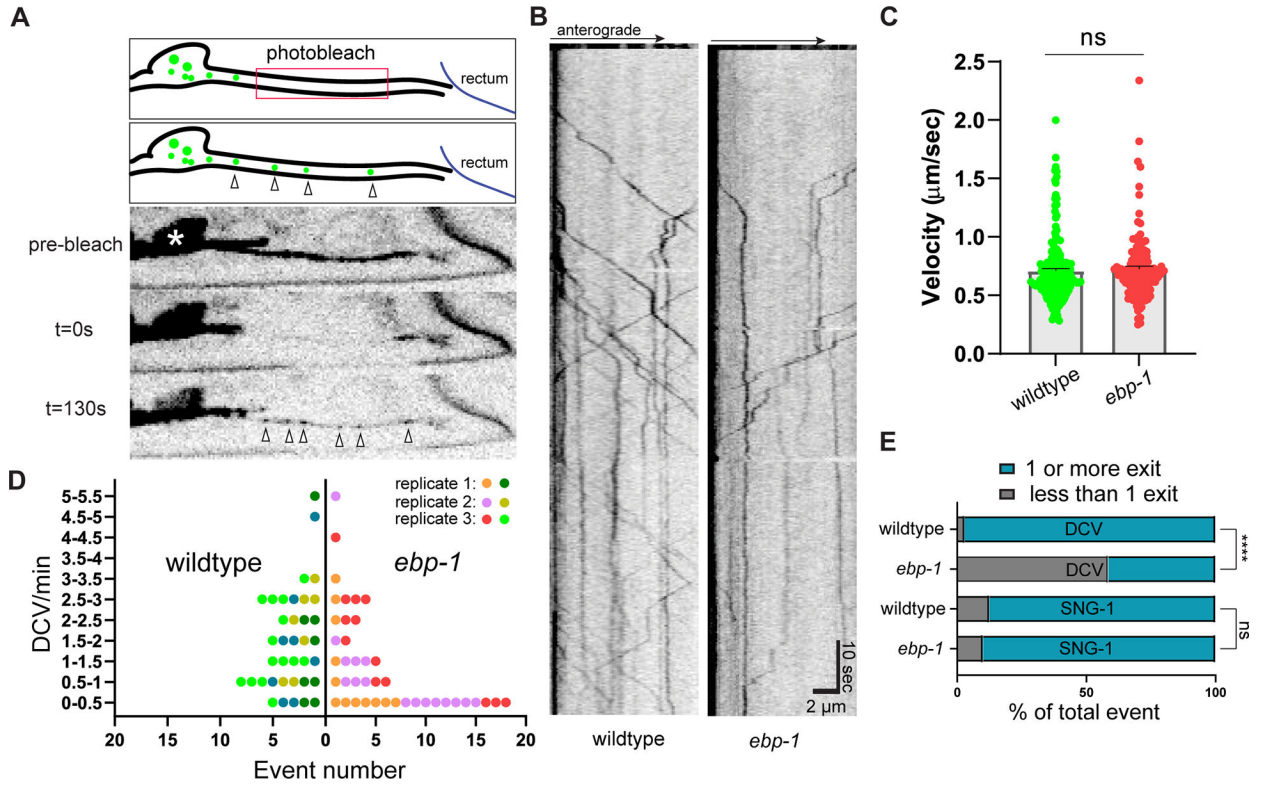 A
photobleach
rectum
rectum
pre-bleach
*
t=0s
t=130s
B
anterograde
10 sec
2 μm
wildtype
ebp-1
C
ns
Velocity (μm/sec)
2.5
2.0
1.5
1.0
0.5
0.0
wildtype
ebp-1
D
replicate 1:
replicate 2:
replicate 3:
wildtype
ebp-1
DCV/min
5-5.5
4.5-5
4-4.5
3.5-4
3-3.5
2.5-3
2-2.5
1.5-2
1-1.5
0.5-1
0-0.5
20 15 10 5 0 5 10 15 20
Event number
E
1 or more exit
less than 1 exit
wildtype DCV
ebp-1 DCV
****
wildtype SNG-1
ebp-1 SNG-1
ns
0 50 100
% of total event